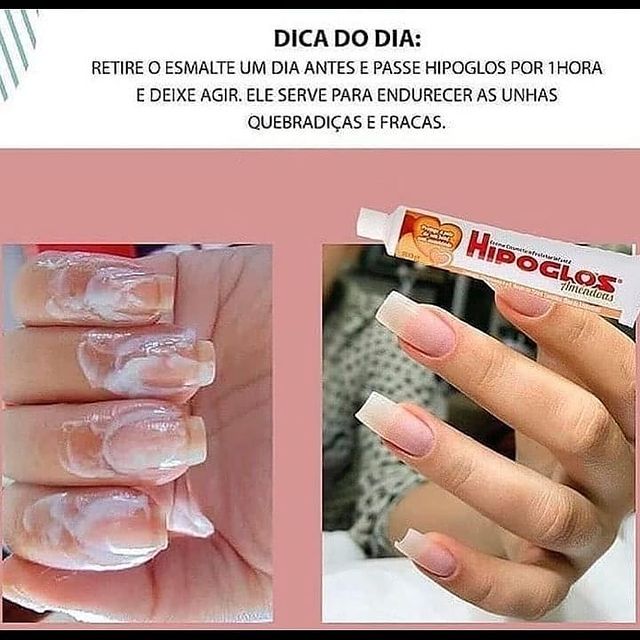 DICA DO DIA:
RETIRE O ESMALTE UM DIA ANTES E PASSE HIPOGLOS POR 1HORA
E DEIXE AGIR. ELE SERVE PARA ENDURECER AS UNHAS
QUEBRADIÇAS E FRACAS.
HIPOGLOS
Amêndoas